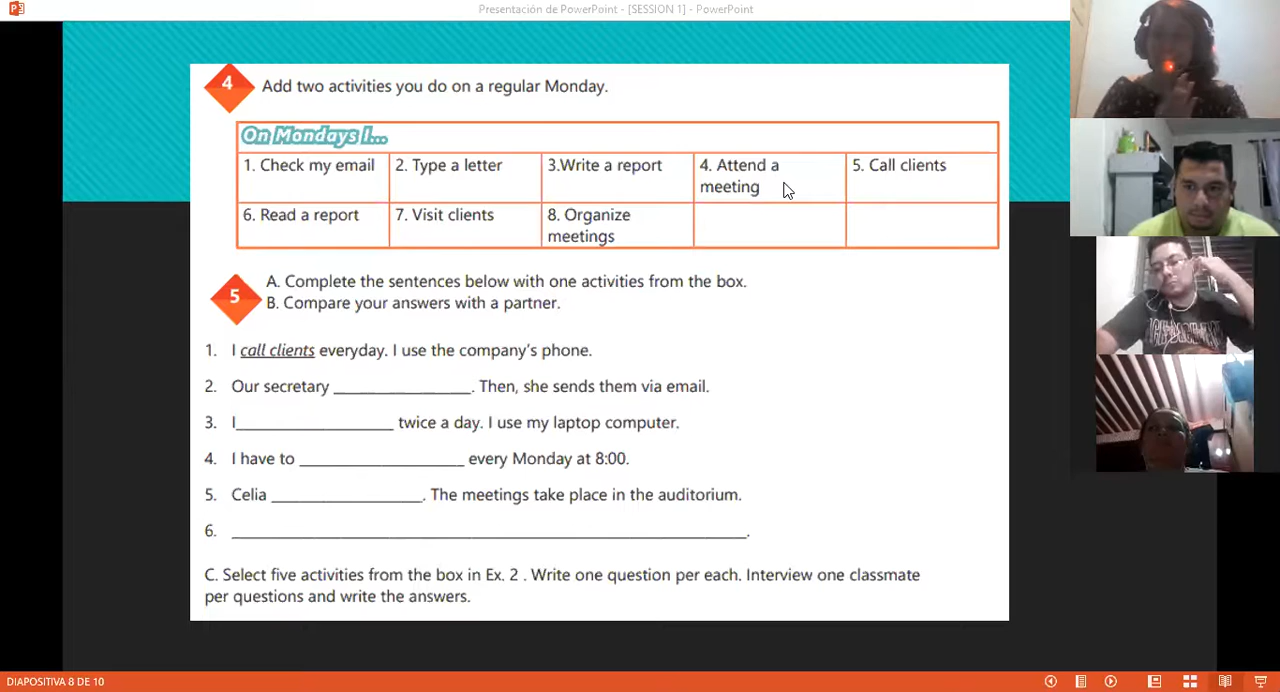 Presentación de PowerPoint - [SESSION 1] - PowerPoint
4 Add two activities you do on a regular Monday.
On Mondays I...
1. Check my email 2. Type a letter 3.Write a report 4. Attend a meeting 5. Call clients
6. Read a report 7. Visit clients 8. Organize meetings
5
A. Complete the sentences below with one activities from the box.
B. Compare your answers with a partner.
1. I call clients everyday. I use the company's phone.
2. Our secretary ________________. Then, she sends them via email.
3. I___________________ twice a day. I use my laptop computer.
4. I have to ____________________ every Monday at 8:00.
5. Celia __________________. The meetings take place in the auditorium.
6. ______________________________________________________________.
C. Select five activities from the box in Ex. 2 . Write one question per each. Interview one classmate
per questions and write the answers.
DIAPOSITIVA 8 DE 10